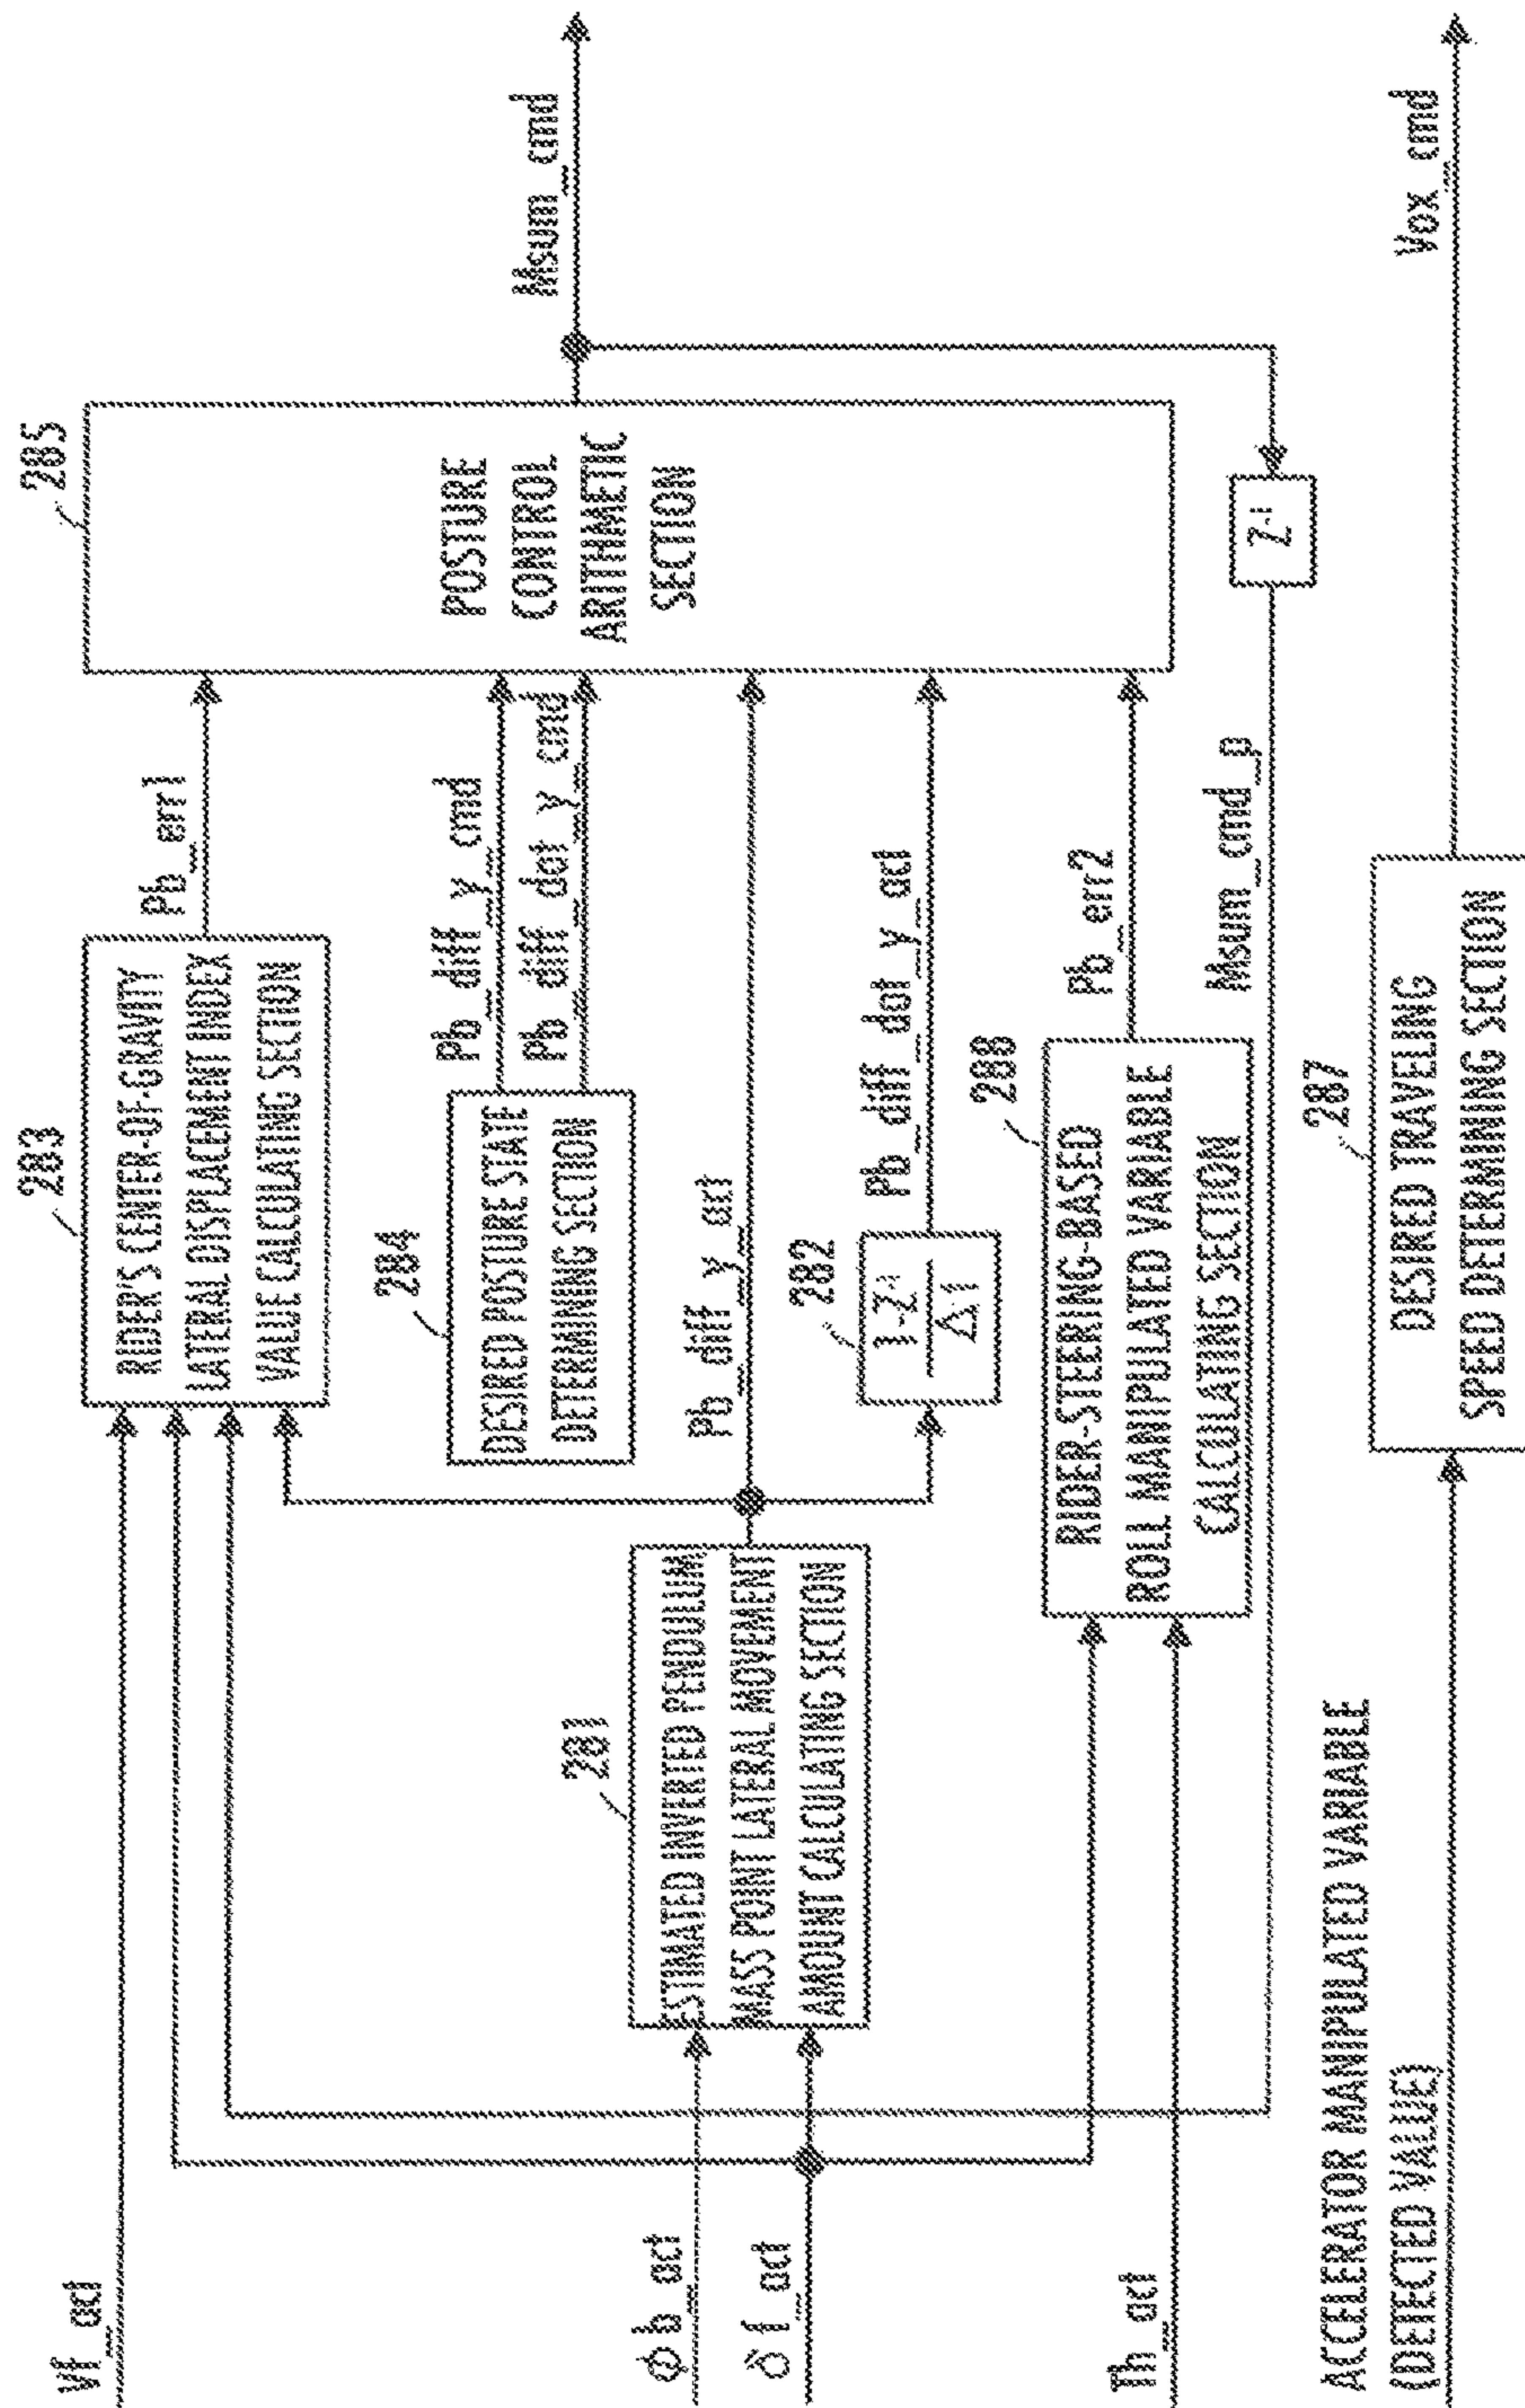 Vf_act
φb_act
δf_act
Th_act
ACCELERATOR MANIPULATED VARIABLE
(DETECTED VALUE)
281
ESTIMATED INVERTED PENDULUM
MASS POINT LATERAL MOVEMENT
AMOUNT CALCULATING SECTION
283
RIDER'S CENTER-OF-GRAVITY
LATERAL DISPLACEMENT INDEX
VALUE CALCULATING SECTION
284
DESIRED POSTURE STATE
DETERMINING SECTION
Pb_diff_y_act
282
1-Z-1
ΔT
288
RIDER-STEERING-BASED
ROLL MANIPULATED VARIABLE
CALCULATING SECTION
287
DESIRED TRAVELING
SPEED DETERMINING SECTION
Pb_err1
Pb_diff_y_cmd
Pb_diff_dot_y_cmd
Pb_diff_dot_y_act
Pb_err2
Msum_cmd_p
285
POSTURE
CONTROL
ARITHMETIC
SECTION
Z-1
Msum_cmd
Vox_cmd